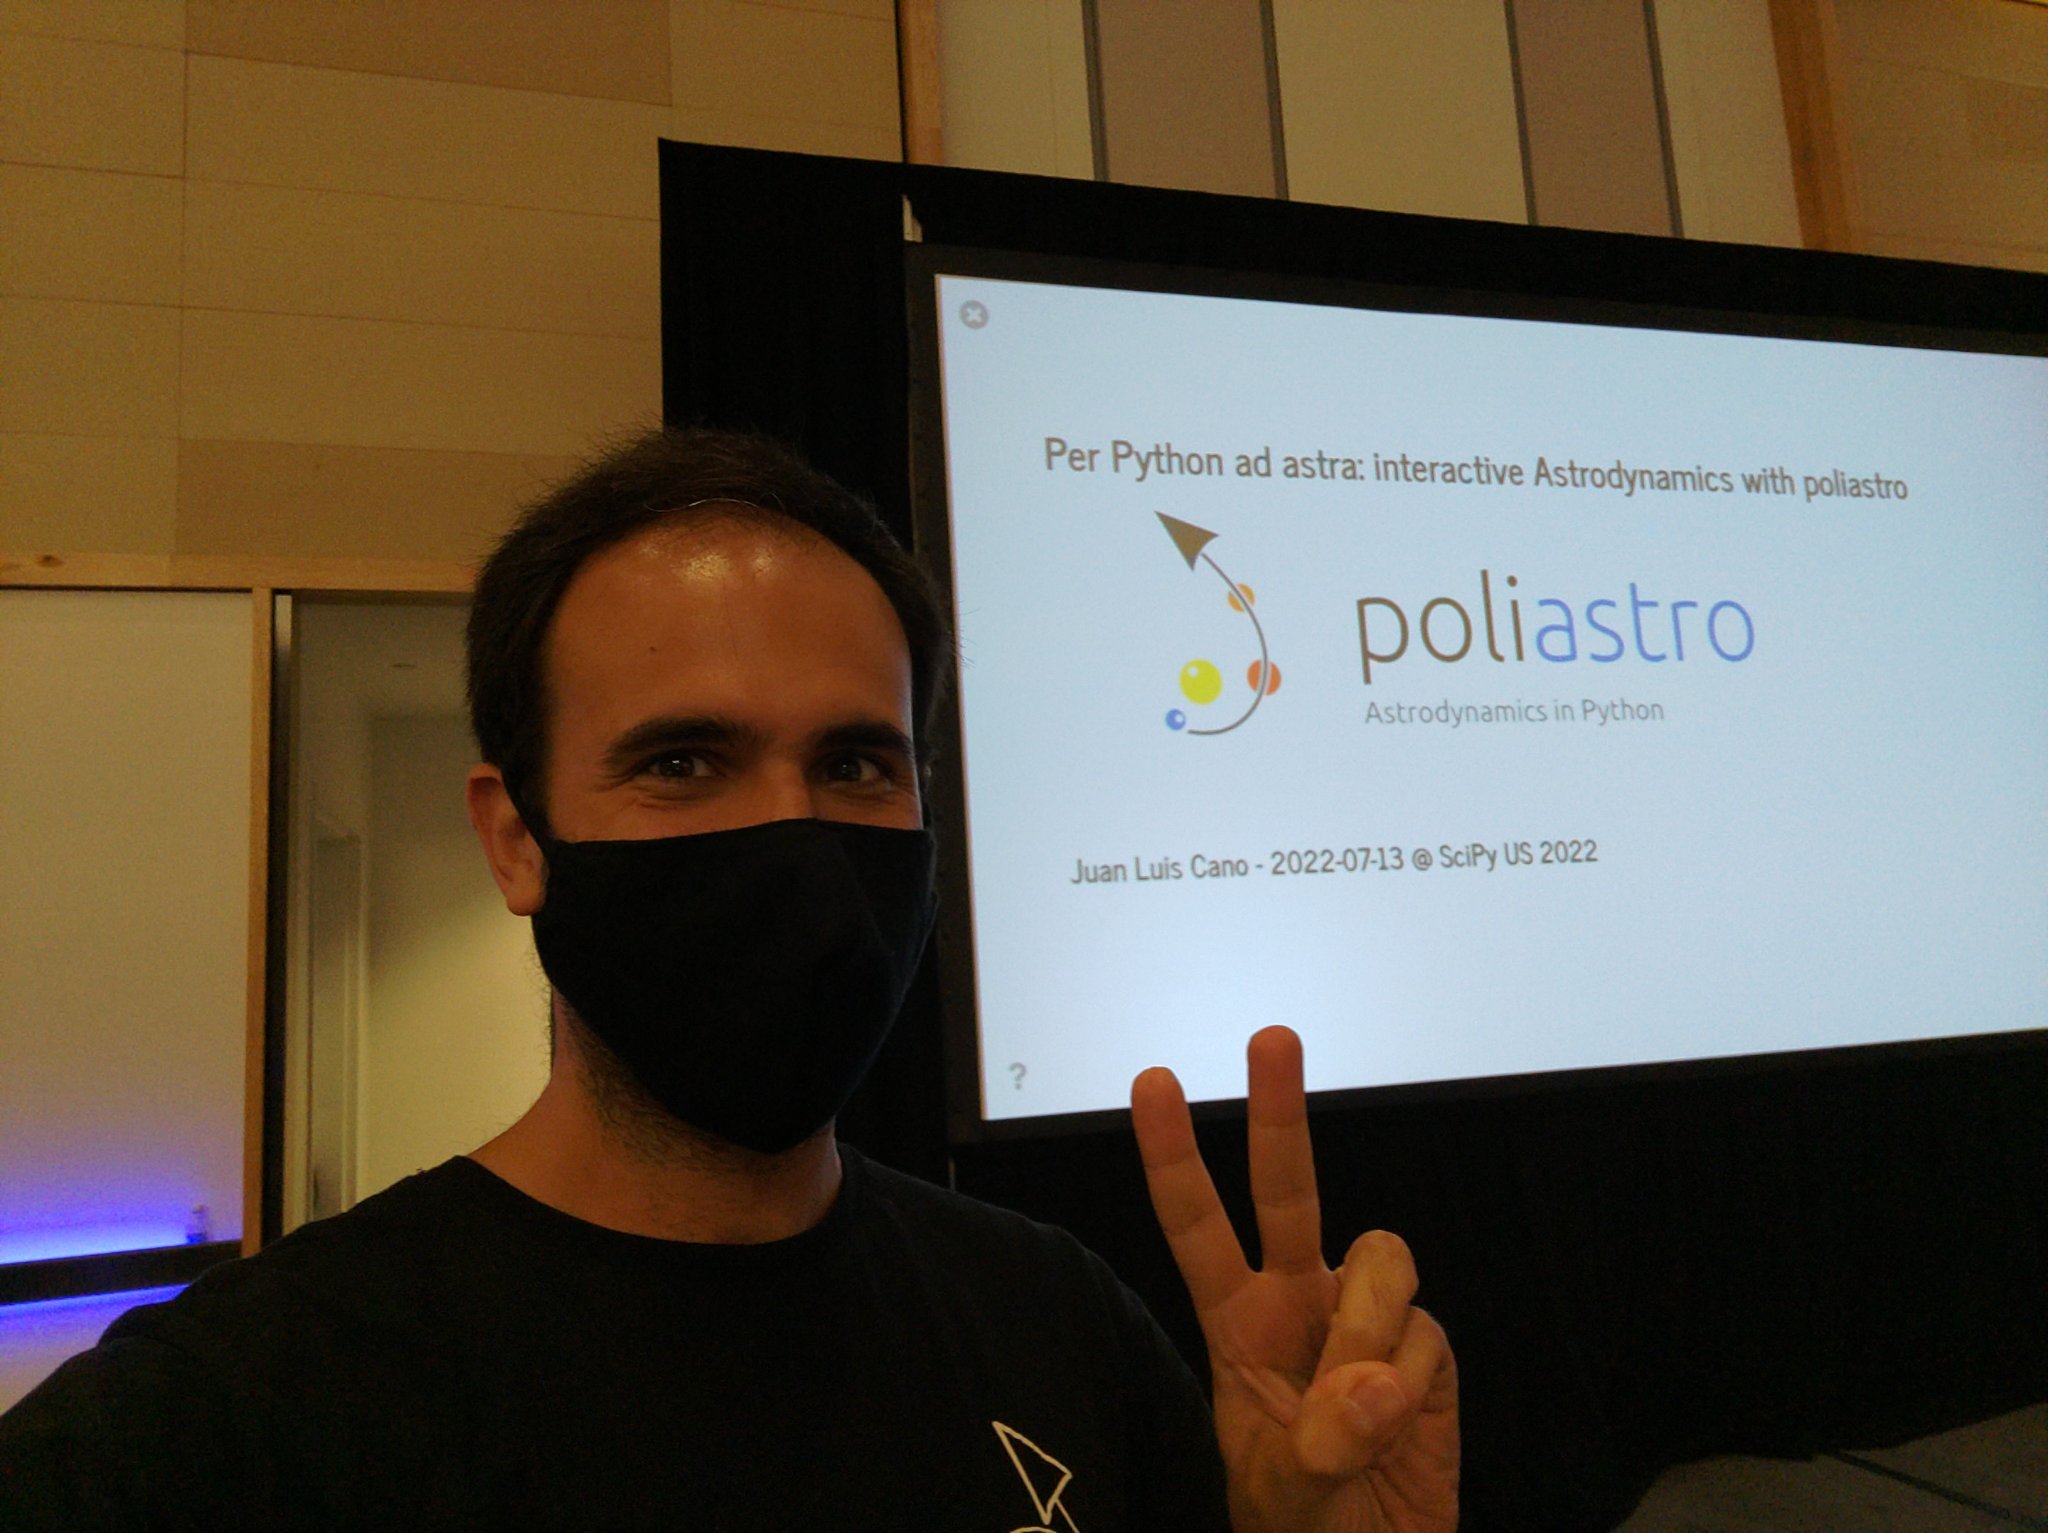 Per Python ad astra: interactive Astrodynamics with poliastro
poliastro
Astrodynamics in Python
Juan Luis Cano - 2022-07-13 @ SciPy US 2022
?